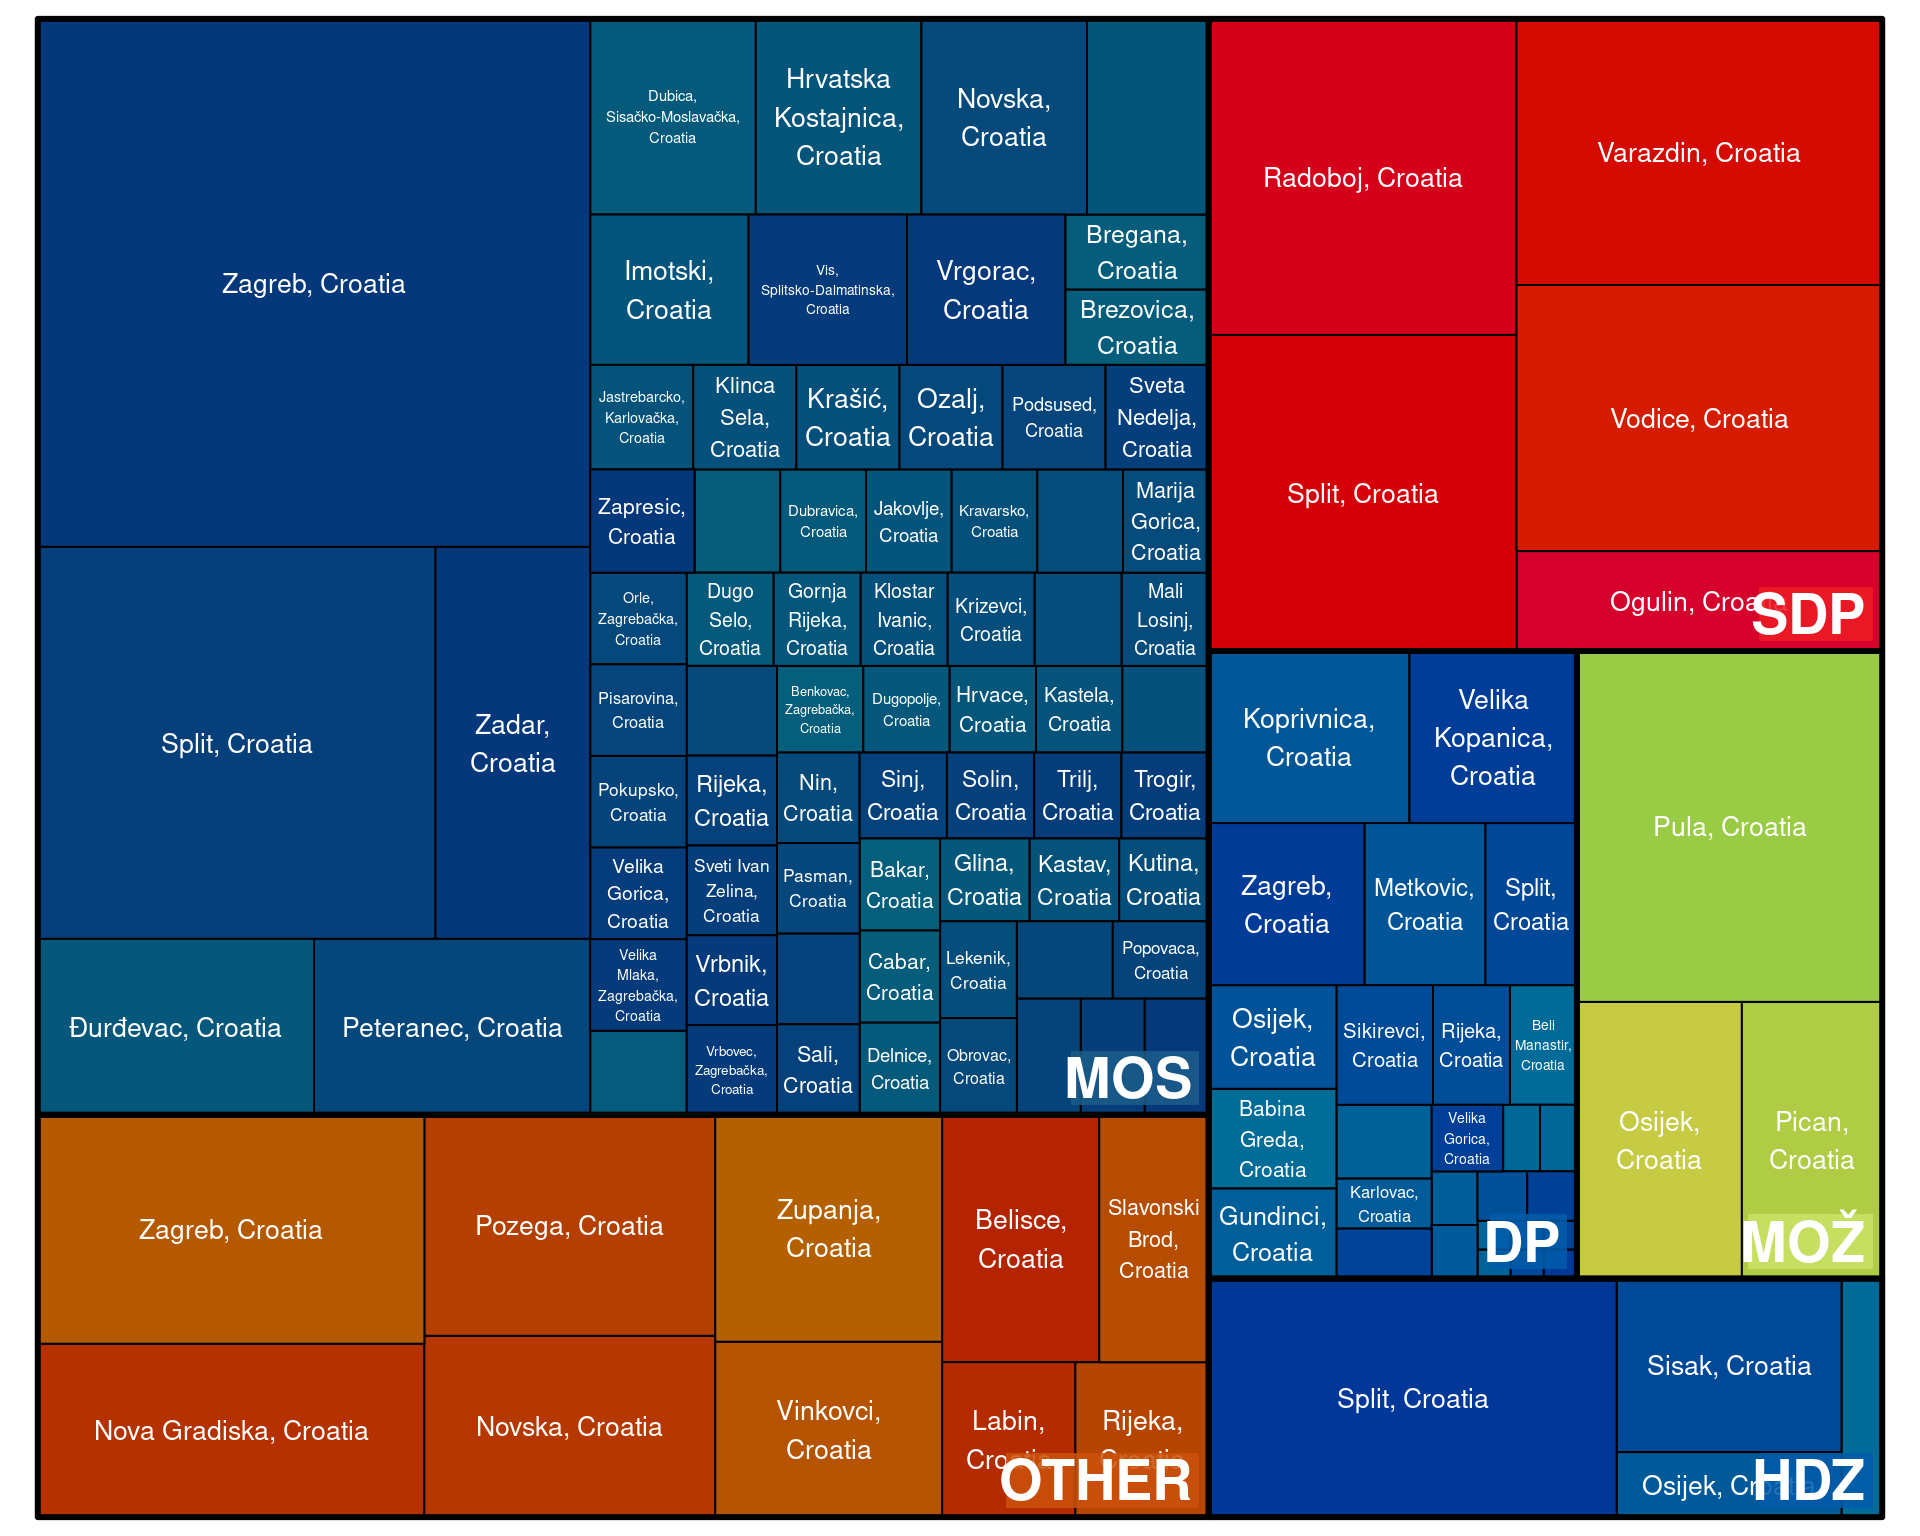 Zagreb, Croatia
Split, Croatia
Zadar,
Croatia
Đurđevac, Croatia
Peteranec, Croatia
Dubica,
Sisačko-Moslavačka,
Croatia
Hrvatska
Kostajnica,
Croatia
Novska,
Croatia
Imotski,
Croatia
Vis,
Splitsko-Dalmatinska,
Croatia
Vrgorac,
Croatia
Bregana,
Croatia
Brezovica,
Croatia
Jastrebarcko,
Karlovačka,
Croatia
Klinca
Sela,
Croatia
Krašić,
Croatia
Ozalj,
Croatia
Podsused,
Croatia
Sveta
Nedelja,
Croatia
Zapresic,
Croatia
Dubravica,
Croatia
Jakovlje,
Croatia
Kravarsko,
Croatia
Marija
Gorica,
Croatia
Orle,
Zagrebačka,
Croatia
Dugo
Selo,
Croatia
Gornja
Rijeka,
Croatia
Klostar
Ivanic,
Croatia
Krizevci,
Croatia
Mali
Losinj,
Croatia
Pisarovina,
Croatia
Benkovac,
Zagrebačka,
Croatia
Dugopolje,
Croatia
Hrvace,
Croatia
Kastela,
Croatia
Pokupsko,
Croatia
Rijeka,
Croatia
Nin,
Croatia
Sinj,
Croatia
Solin,
Croatia
Trilj,
Croatia
Trogir,
Croatia
Velika
Gorica,
Croatia
Sveti Ivan
Zelina,
Croatia
Pasman,
Croatia
Bakar,
Croatia
Glina,
Croatia
Kastav,
Croatia
Kutina,
Croatia
Velika
Mlaka,
Zagrebačka,
Croatia
Vrbnik,
Croatia
Cabar,
Croatia
Lekenik,
Croatia
Popovaca,
Croatia
Vrbovec,
Zagrebačka,
Croatia
Sali,
Croatia
Delnice,
Croatia
Obrovac,
Croatia
MOS
Radoboj, Croatia
Varazdin, Croatia
Split, Croatia
Vodice, Croatia
Ogulin, Croatia
SDP
Koprivnica,
Croatia
Velika
Kopanica,
Croatia
Zagreb,
Croatia
Metkovic,
Croatia
Split,
Croatia
Osijek,
Croatia
Sikirevci,
Croatia
Rijeka,
Croatia
Beli
Manastir,
Croatia
Babina
Greda,
Croatia
Velika
Gorica,
Croatia
Gundinci,
Croatia
Karlovac,
Croatia
DP
Pula, Croatia
Osijek,
Croatia
Pican,
Croatia
MOŽ
Zagreb, Croatia
Pozega, Croatia
Zupanja,
Croatia
Belisce,
Croatia
Slavonski
Brod,
Croatia
Nova Gradiska, Croatia
Novska, Croatia
Vinkovci,
Croatia
Labin,
Croatia
Rijeka,
Croatia
OTHER
Split, Croatia
Sisak, Croatia
Osijek, Croatia
HDZ